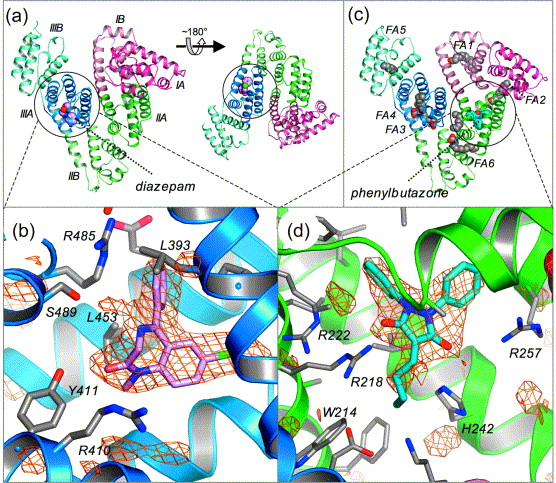 (a)
IIIB
IB
~180°
IA
IIIA
IIA
IIB
diazepam
(c)
FA5
FA1
FA2
FA4
FA3
FA6
phenylbutazone
(b)
R485
L393
S489
L453
Y411
R410
(d)
R222
R257
R218
W214
H242